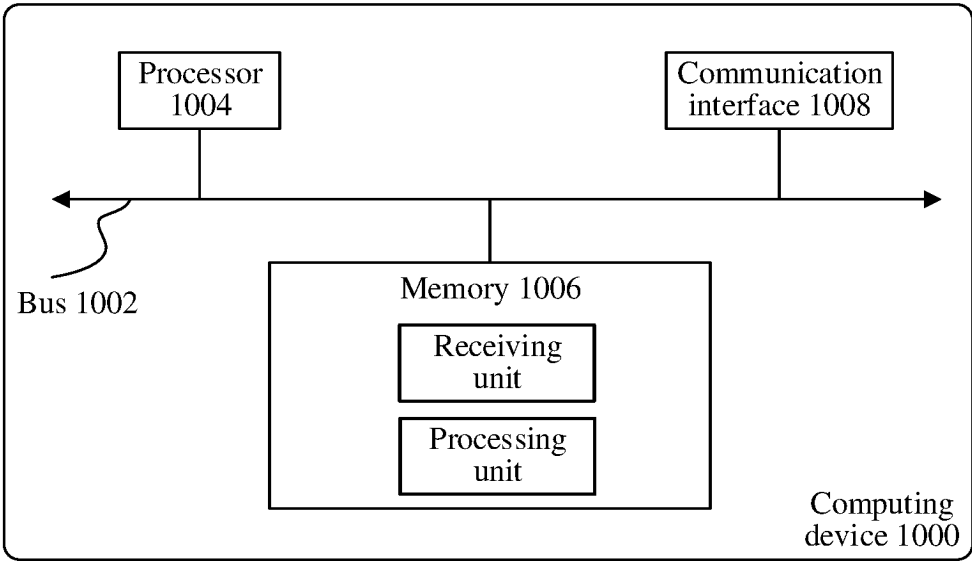 Processor
1004
Communication
interface 1008
Bus 1002
Memory 1006
Receiving
unit
Processing
unit
Computing
device 1000